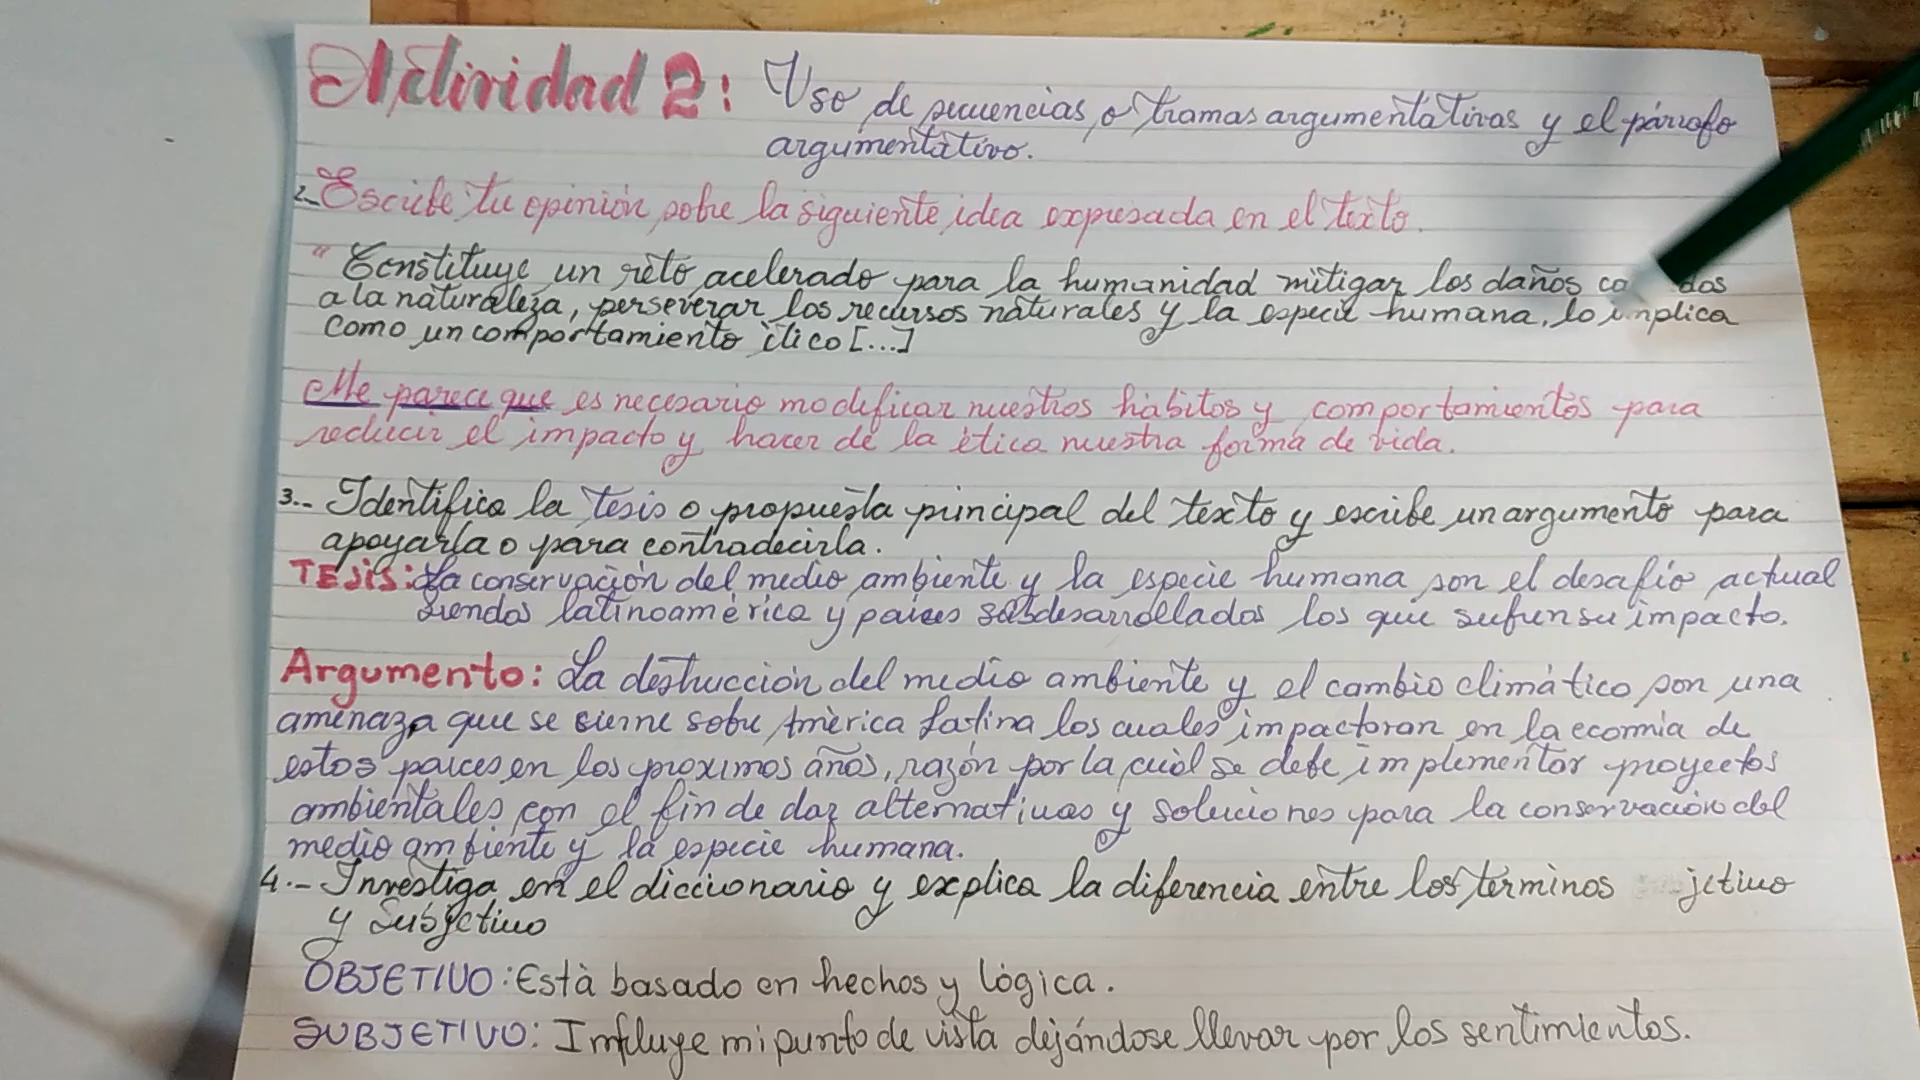 Actividad 2: Uso de secuencias o tramas argumentativas y el párrafo
argumentativo.
2.- Escribe tu opinión sobre la siguiente idea expresada en el texto.
" Constituye un reto acelerado para la humanidad mitigar los daños
a la naturaleza, perseverar los recursos naturales y la especie humana, lo implica
como un comportamiento ético [...]
Me parece que es necesario modificar nuestros hábitos y comportamientos para
reducir el impacto y hacer de la ética nuestra forma de vida.
3.- Identifica la tesis o propuesta principal del texto y escribe un argumento para
apoyarla o para contradecirla.
TESIS: La conservación del medio ambiente y la especie humana son el desafío actual
siendos latinoamérica y países subdesarrollados los que sufren su impacto.
Argumento: La destrucción del medio ambiente y el cambio climático son una
amenaza que se cierne sobre América Latina los cuales impactaran en la ecomia de
estos países en los proximos años, razón por la cuàl se debe implementar proyectos
ambientales con el fin de dar alternativas y soluciones para la conservación del
medio ambiente y la especie humana.
4.- Investiga en el diccionario y explica la diferencia entre los términos
y Subjetivo
OBJETIVO: Està basado en hechos y lógica.
SUBJETIVO: Influye mi punto de vista dejándose llevar por los sentimientos.